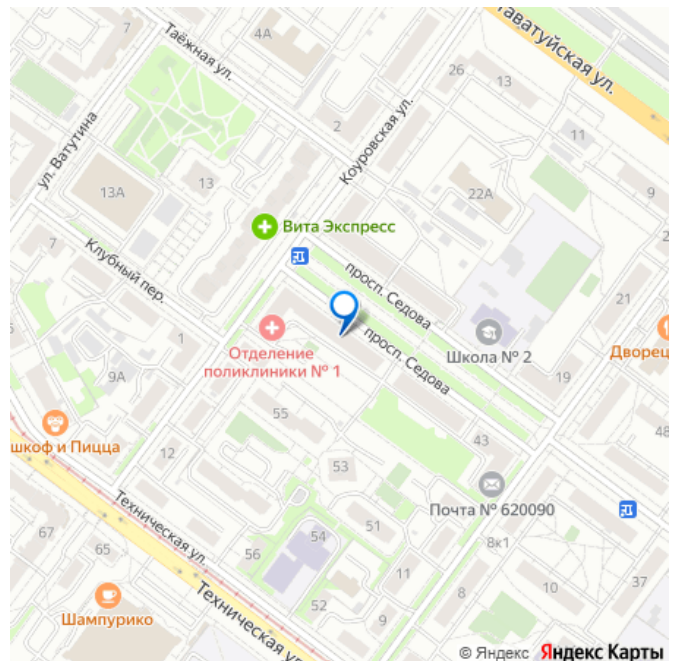 7
4А
Таёжная ул.
аватуйская ул.
26
13
2
11
ул. Ватутина
Коуровская ул.
13А
13
22А
9
Вита Экспресс
7
Клубный пер.
просп. Седова
21
1
просп. Седова
Школа № 2
Дворец
Отделение
поликлиники № 1
9А
19
55
шкоф и Пицца
43
48
12
53
Почта № 620090
Техническая ул.
51
67
65
56
54
8к1
11
10
37
8
Шампурико
52
9
Техническая ул.
© Яндекс Яндекс Карты